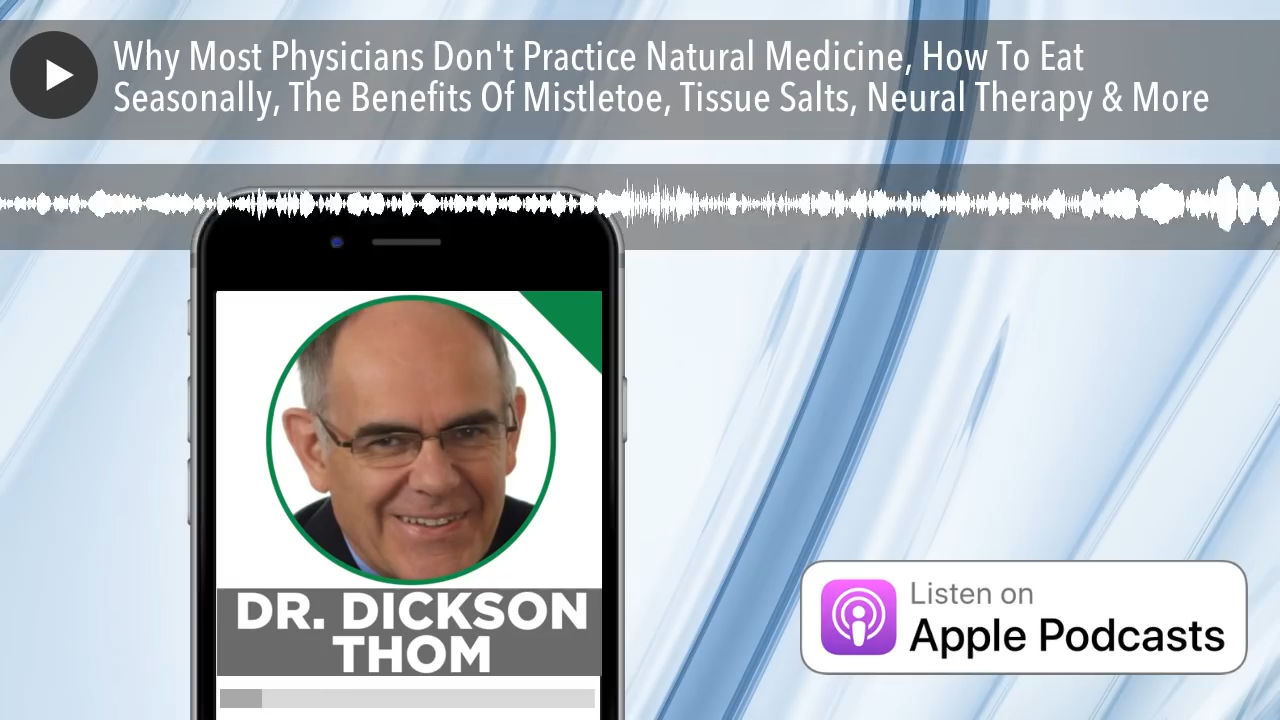 Why Most Physicians Don't Practice Natural Medicine, How To Eat
Seasonally, The Benefits Of Mistletoe, Tissue Salts, Neural Therapy & More
DR. DICKSON
THOM
Listen on
Apple Podcasts